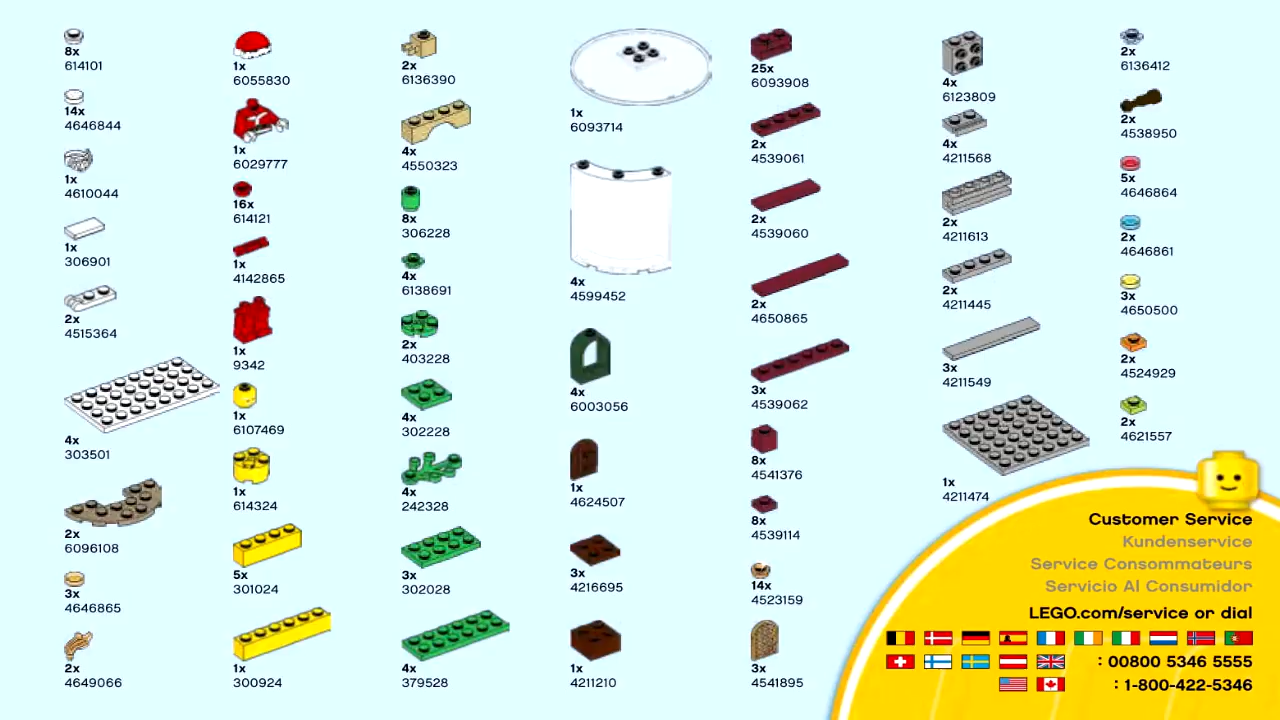 8x
614101
14x
4646844
1x
4610044
1x
306901
2x
4515364
4x
303501
2x
6096108
3x
4646865
2x
4649066
1x
6055830
1x
6029777
16x
614121
1x
4142865
1x
9342
1x
6107469
1x
614324
5x
301024
1x
300924
2x
6136390
4x
4550323
8x
306228
4x
6138691
2x
403228
4x
302228
4x
242328
3x
302028
4x
379528
1x
6093714
4x
4599452
4x
6003056
1x
4624507
3x
4216695
1x
4211210
25x
6093908
2x
4539061
2x
4539060
2x
4650865
3x
4539062
8x
4541376
8x
4539114
14x
4523159
3x
4541895
4x
6123809
4x
4211568
2x
4211613
2x
4211445
3x
4211549
1x
4211474
2x
6136412
2x
4538950
5x
4646864
2x
4646861
3x
4650500
2x
4524929
2x
4621557
Customer Service
Kundenservice
Service Consommateurs
Servicio Al Consumidor
LEGO.com/service or dial
: 00800 5346 5555
: 1-800-422-5346